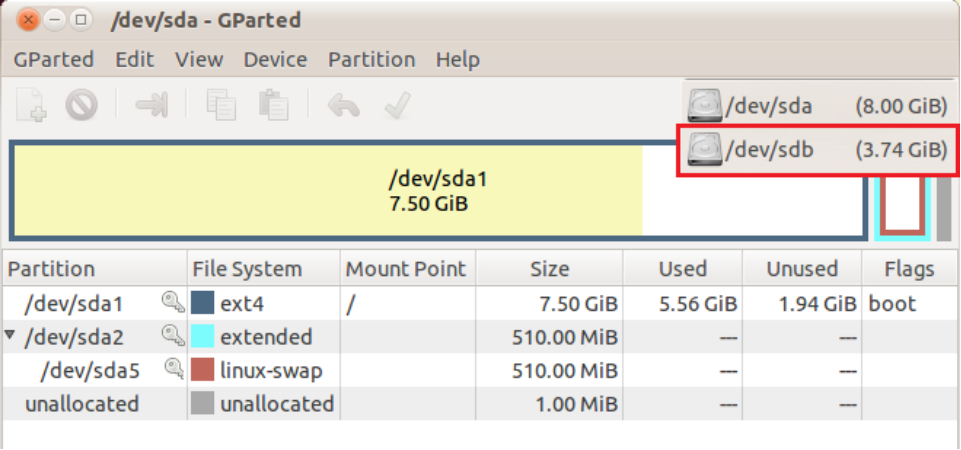 /dev/sda - GParted
GParted Edit View Device Partition Help
/dev/sda (8.00 GiB)
/dev/sdb (3.74 GiB)
/dev/sda1
7.50 GiB
Partition File System Mount Point Size Used Unused Flags
/dev/sda1 ext4 / 7.50 GiB 5.56 GiB 1.94 GiB boot
/dev/sda2 extended 510.00 MiB --- ---
/dev/sda5 linux-swap 510.00 MiB --- ---
unallocated unallocated 1.00 MiB --- ---